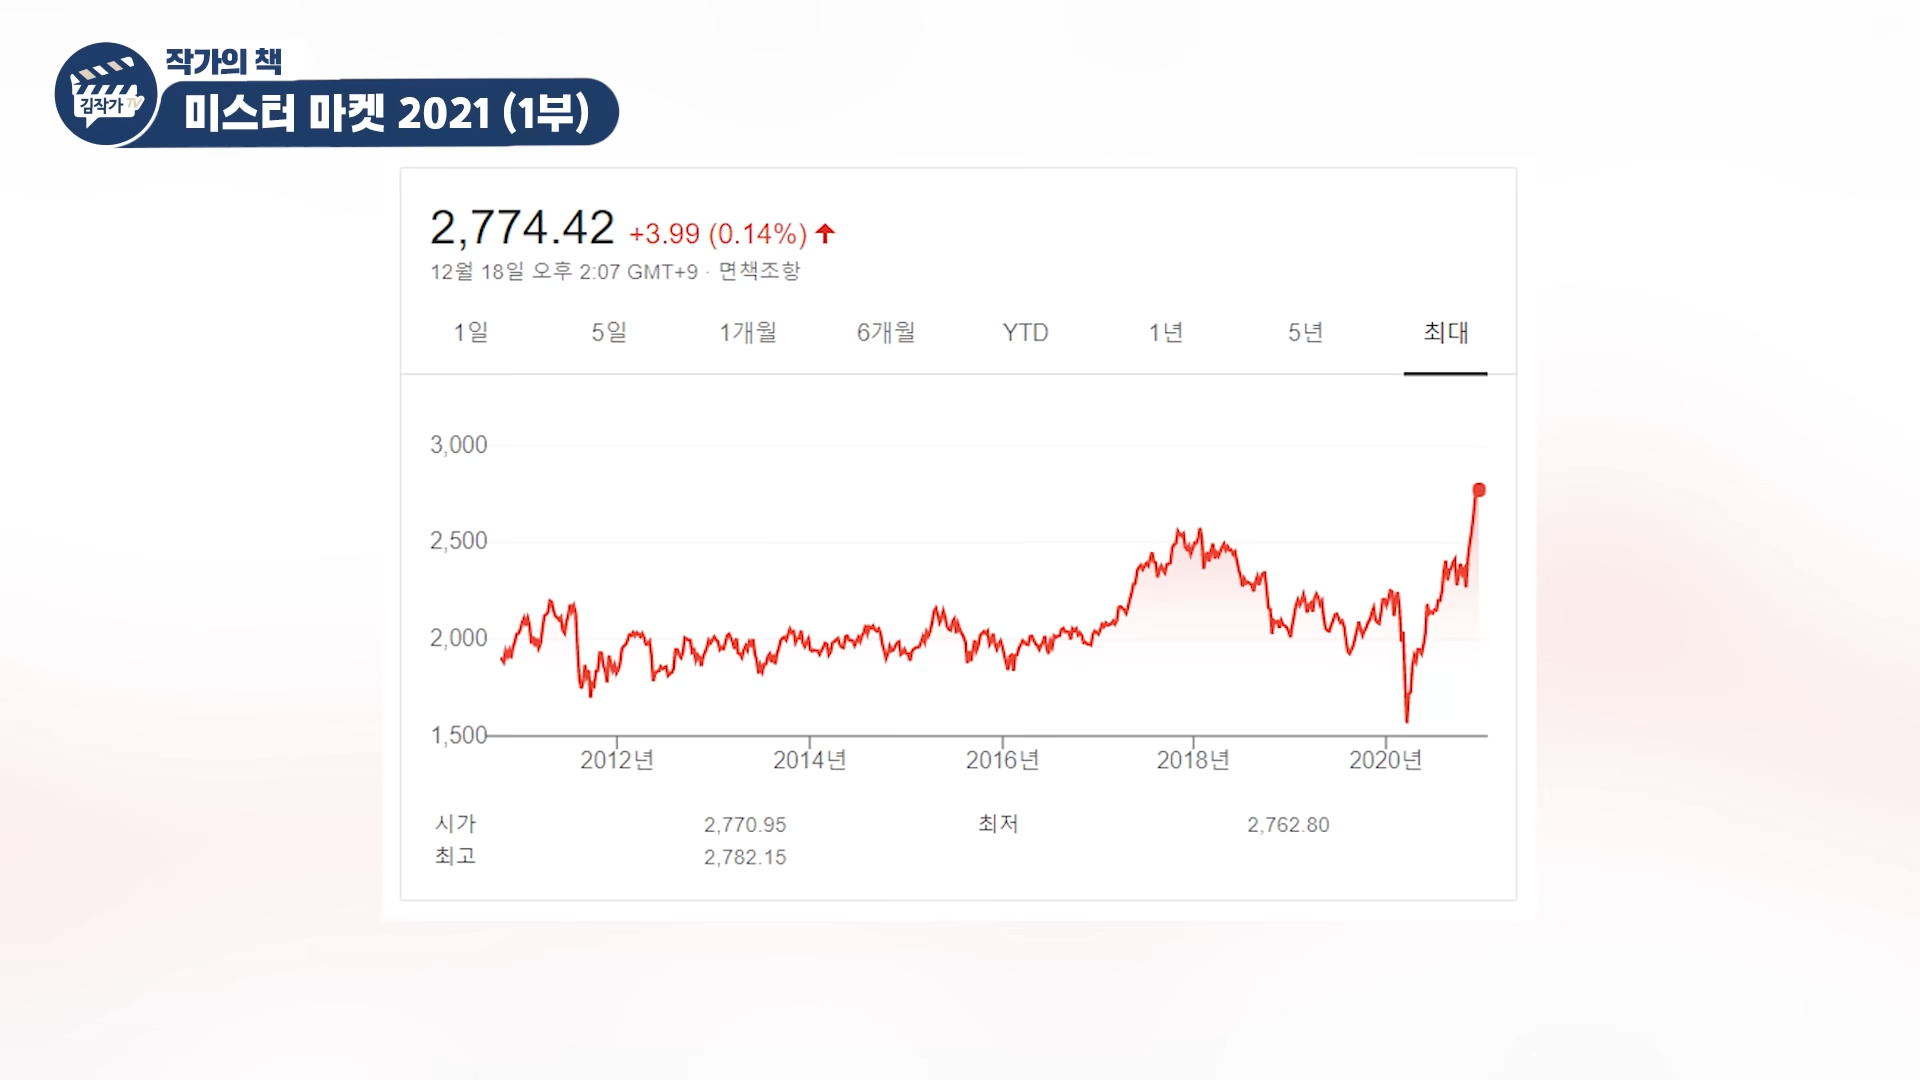 작가의 책
김작가 TV
미스터 마켓 2021 (1부)
2,774.42 +3.99 (0.14%) ↑
12월 18일 오후 2:07 GMT+9 · 면책조항
1일 5일 1개월 6개월 YTD 1년 5년 최대
3,000
2,500
2,000
1,500
2012년 2014년 2016년 2018년 2020년
시가 2,770.95 최저 2,762.80
최고 2,782.15